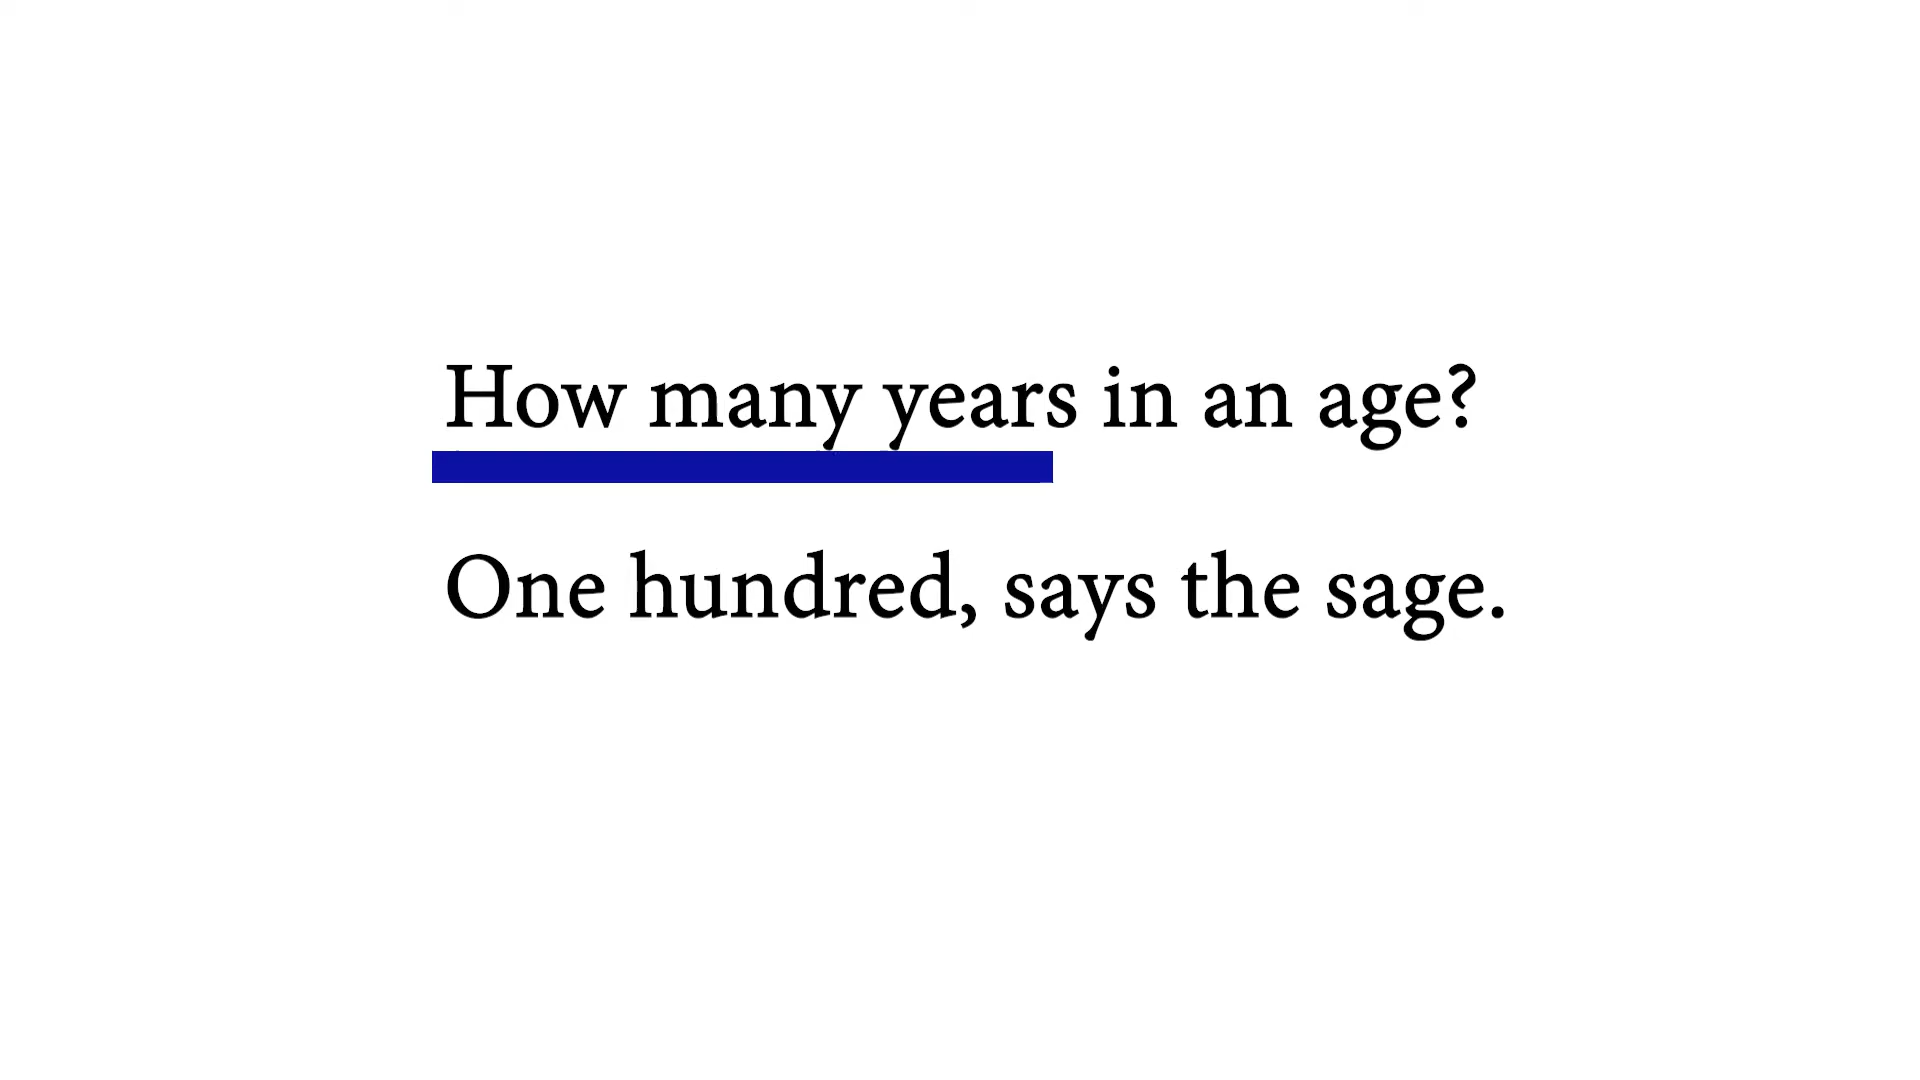 How many years in an age?
One hundred, says the sage.